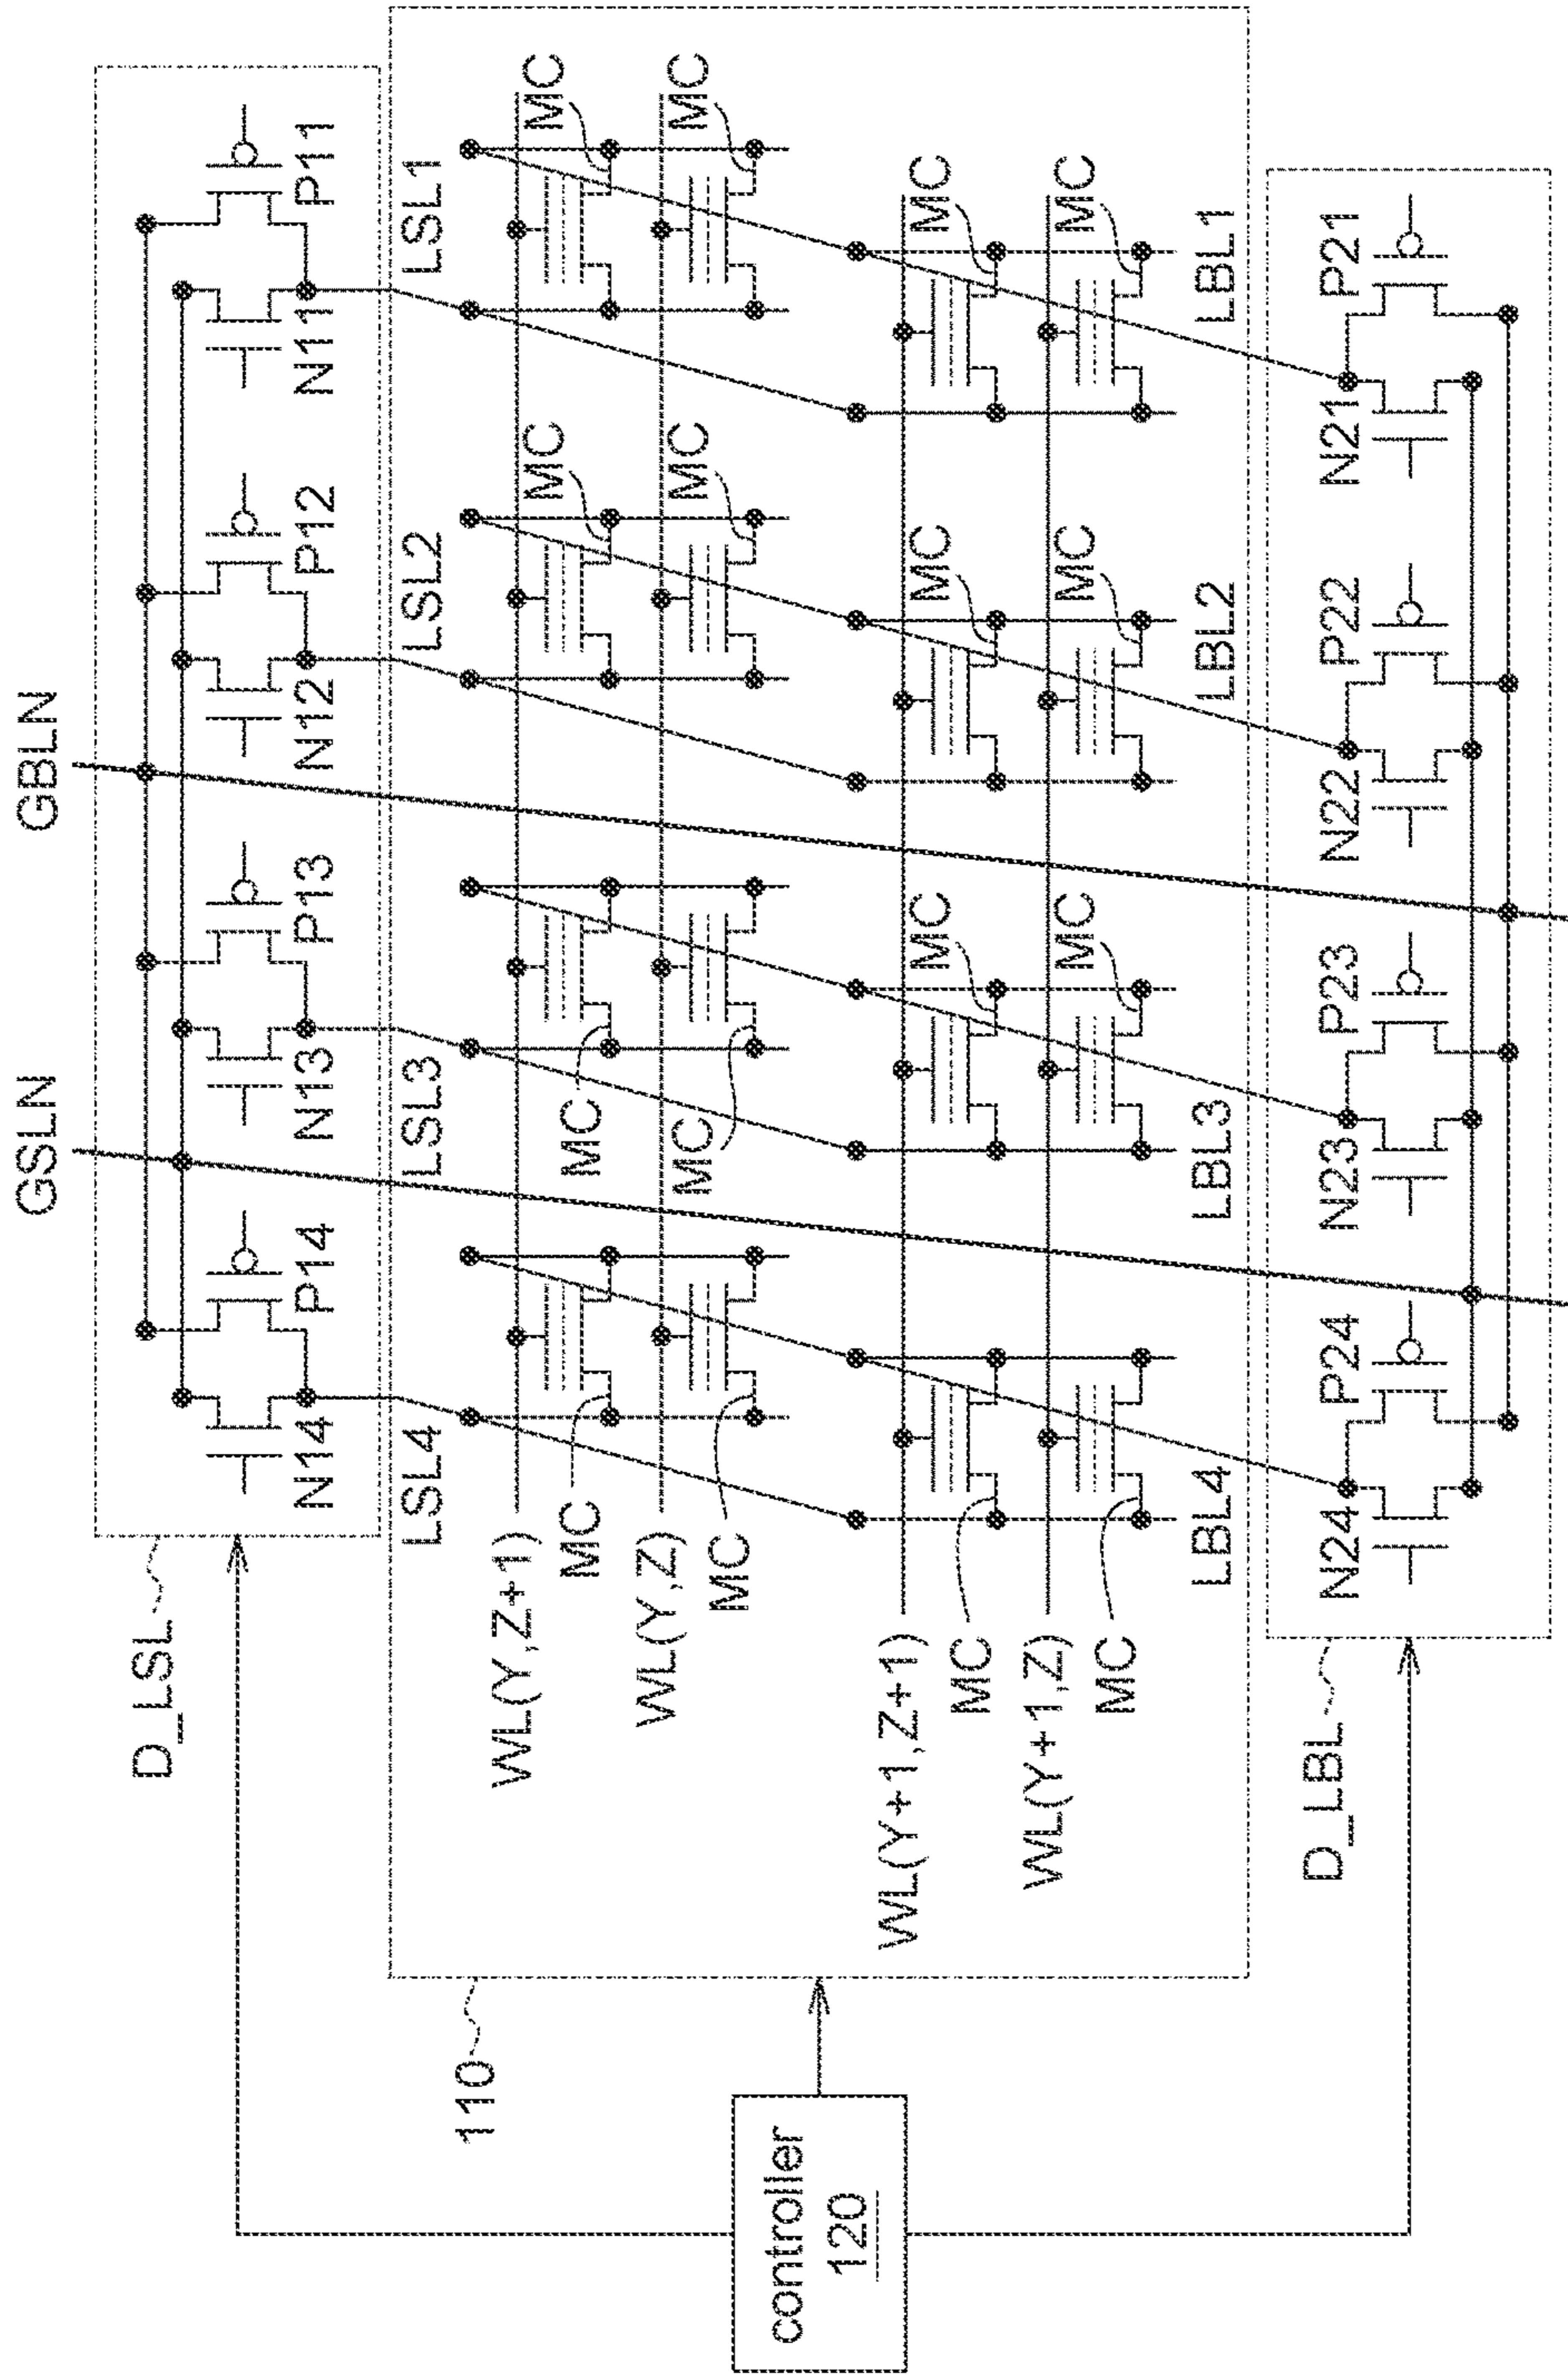 GSLN
GBLN
D_LSL
N14
P14
N13
P13
N12
P12
N11
P11
110
LSL4
LSL3
LSL2
LSL1
WL(Y,Z+1)
MC
MC
MC
MC
WL(Y,Z)
MC
MC
MC
MC
WL(Y+1,Z+1)
MC
MC
MC
MC
WL(Y+1,Z)
MC
MC
MC
MC
LBL4
LBL3
LBL2
LBL1
controller
120
D_LBL
N24
P24
N23
P23
N22
P22
N21
P21